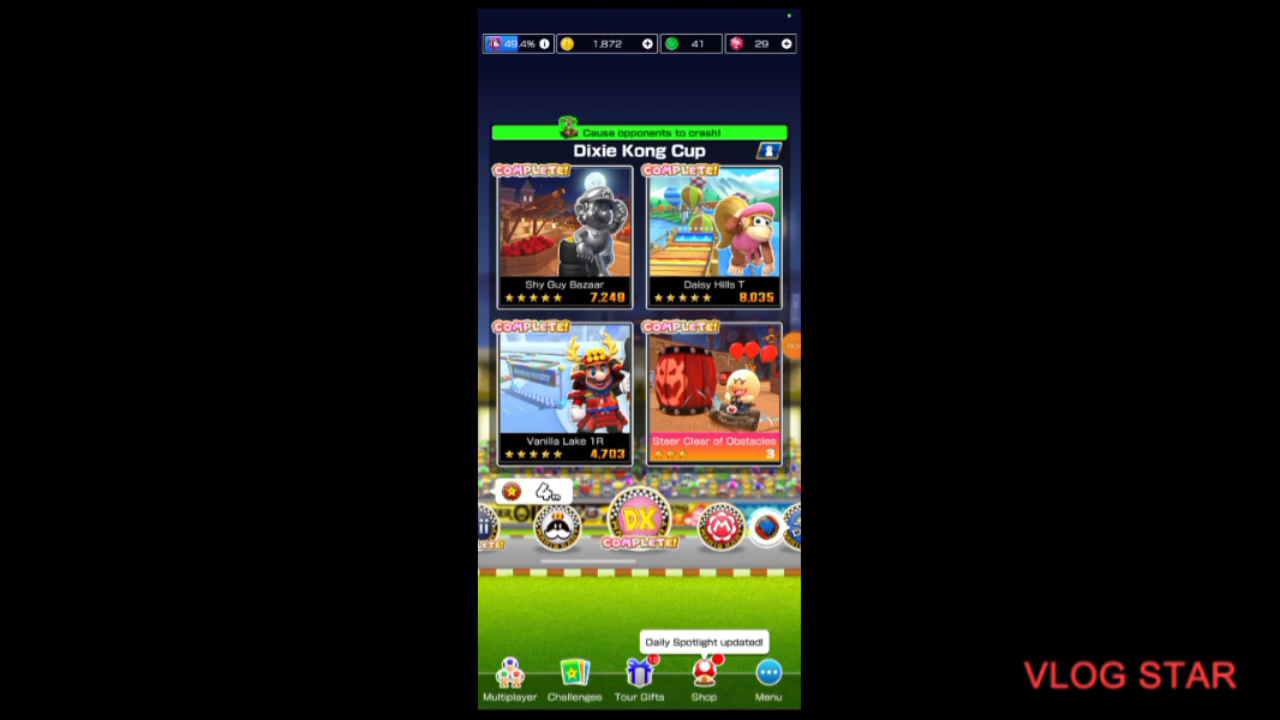 49.4%
1,872
41
29
Cause opponents to crash!
Dixie Kong Cup
COMPLETE!
COMPLETE!
Shy Guy Bazaar
7,249
Daisy Hills T
8,035
COMPLETE!
COMPLETE!
Vanilla Lake 1R
4,703
Steer Clear of Obstacles
3
DX
COMPLETE!
Daily Spotlight updated!
Multiplayer
Challenges
Tour Gifts
Shop
Menu
VLOG STAR